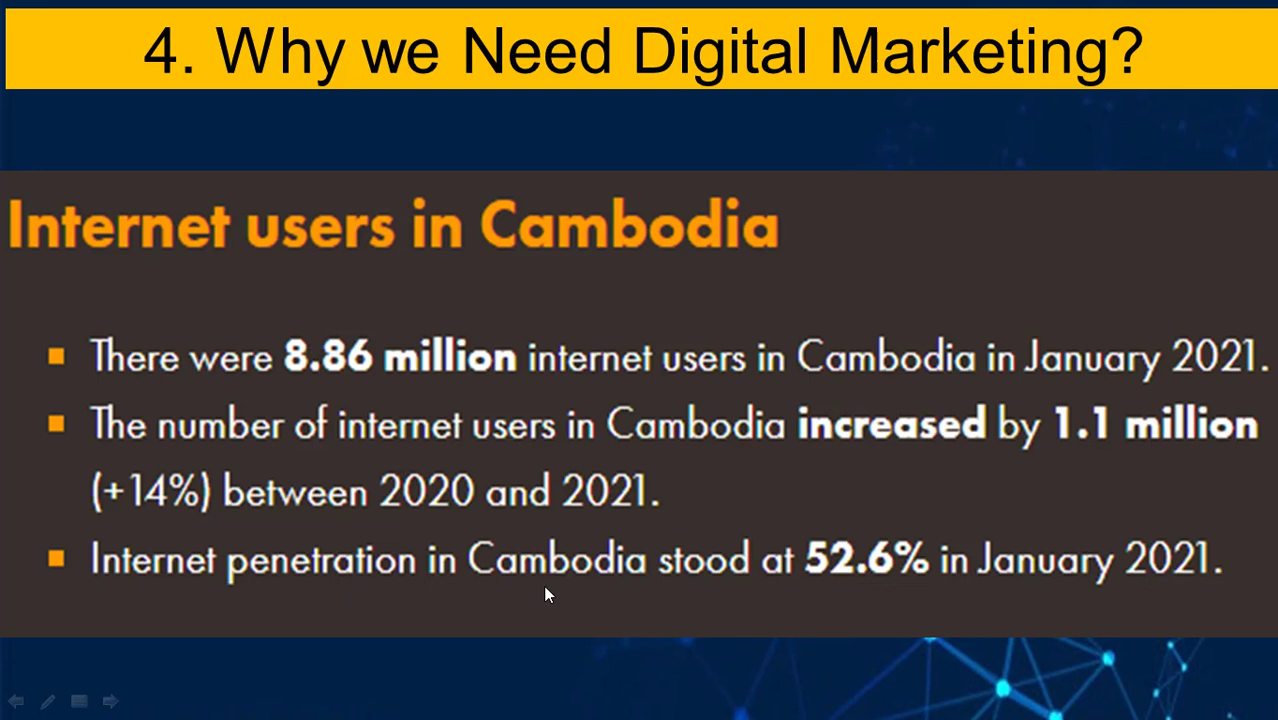 4. Why we Need Digital Marketing?
Internet users in Cambodia
There were 8.86 million internet users in Cambodia in January 2021.
The number of internet users in Cambodia increased by 1.1 million
(+14%) between 2020 and 2021.
Internet penetration in Cambodia stood at 52.6% in January 2021.